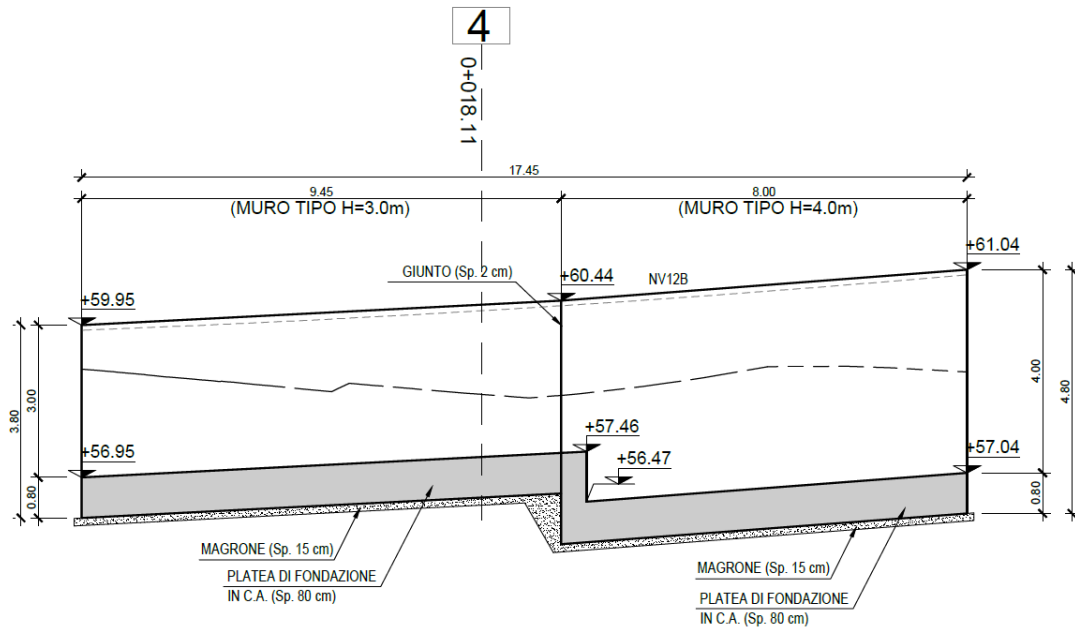 4
0+018.11
17.45
9.45
8.00
(MURO TIPO H=3.0m)
(MURO TIPO H=4.0m)
+61.04
GIUNTO (Sp. 2 cm)
+60.44
NV12B
+59.95
3.80
3.00
0.80
4.00
4.80
0.80
+57.46
+56.95
+56.47
+57.04
MAGRONE (Sp. 15 cm)
PLATEA DI FONDAZIONE
IN C.A. (Sp. 80 cm)
MAGRONE (Sp. 15 cm)
PLATEA DI FONDAZIONE
IN C.A. (Sp. 80 cm)